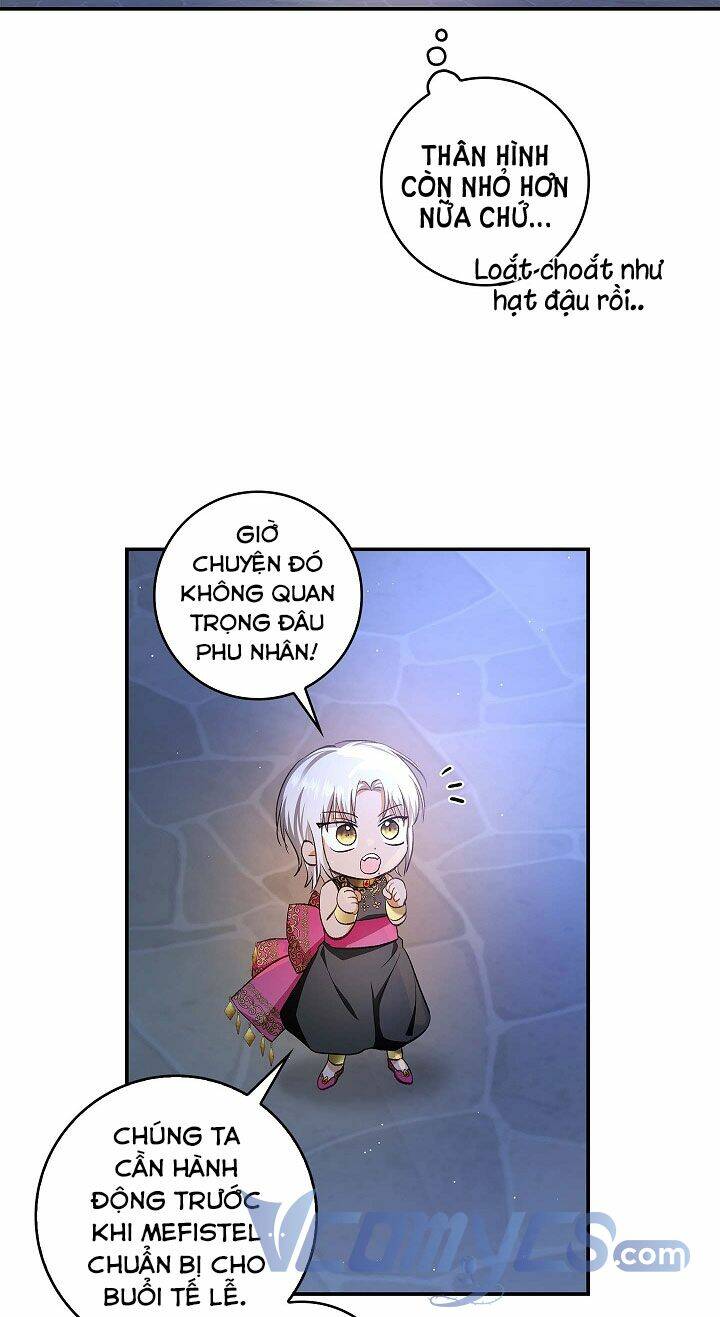 THÂN HÌNH
CÒN NHỎ HƠN
NỮA CHỨ...
Loắt choắt như
hạt đậu rồi..
GIỜ
CHUYỆN ĐÓ
KHÔNG QUAN
TRỌNG ĐÂU
PHU NHÂN!
CHÚNG TA
CẦN HÀNH
ĐỘNG TRƯỚC
KHI MEFISTEL
CHUẨN BỊ CHO
BUỔI TẾ LỄ.
VCOMYCS.com